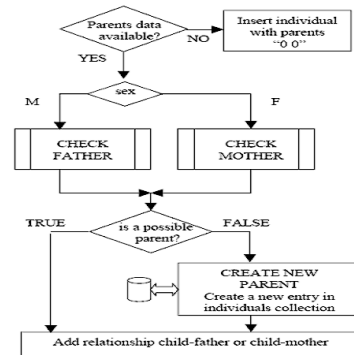 Parents data
available?
NO
Insert individual
with parents
“0 0”
YES
sex
M
F
CHECK
FATHER
CHECK
MOTHER
TRUE
is a possible
parent?
FALSE
CREATE NEW
PARENT
Create a new entry in
individuals collection
Add relationship child-father or child-mother